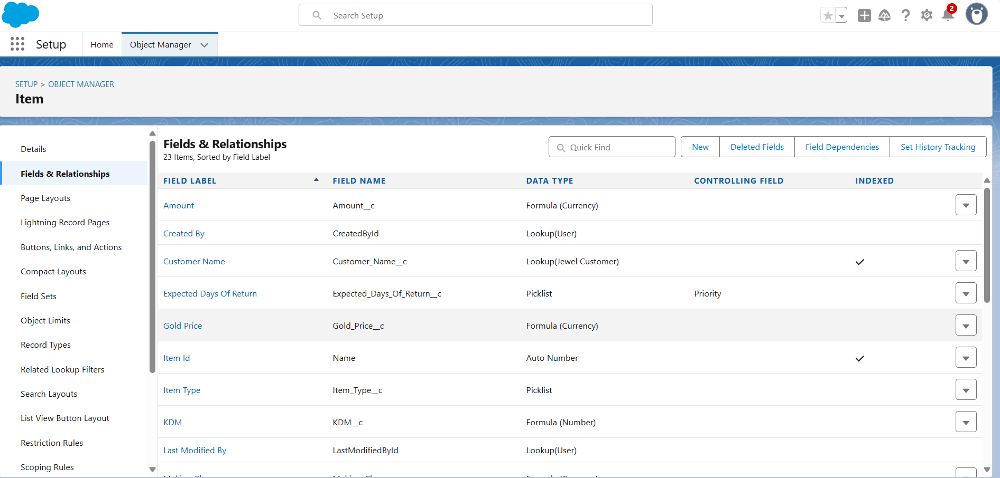 Search Setup
2
Setup
Home
Object Manager
SETUP > OBJECT MANAGER
Item
Details
Fields & Relationships
Page Layouts
Lightning Record Pages
Buttons, Links, and Actions
Compact Layouts
Field Sets
Object Limits
Record Types
Related Lookup Filters
Search Layouts
List View Button Layout
Restriction Rules
Scoping Rules
Fields & Relationships
23 Items, Sorted by Field Label
Quick Find
New
Deleted Fields
Field Dependencies
Set History Tracking
FIELD LABEL FIELD NAME DATA TYPE CONTROLLING FIELD INDEXED
Amount Amount__c Formula (Currency)
Created By CreatedById Lookup(User)
Customer Name Customer_Name__c Lookup(Jewel Customer)
Expected Days Of Return Expected_Days_Of_Return__c Picklist Priority
Gold Price Gold_Price__c Formula (Currency)
Item Id Name Auto Number
Item Type Item_Type__c Picklist
KDM KDM__c Formula (Number)
Last Modified By LastModifiedById Lookup(User)